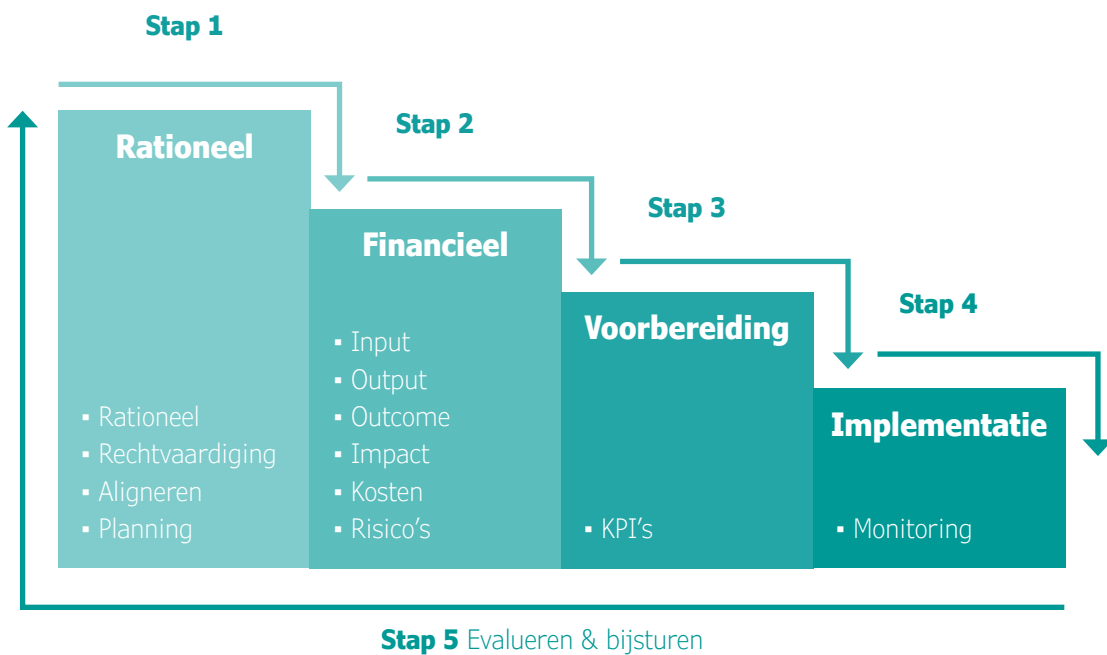 Stap 1
Rationeel
▪ Rationeel
▪ Rechtvaardiging
▪ Aligneren
▪ Planning
Stap 2
Financieel
▪ Input
▪ Output
▪ Outcome
▪ Impact
▪ Kosten
▪ Risico’s
Stap 3
Voorbereiding
▪ KPI’s
Stap 4
Implementatie
▪ Monitoring
Stap 5 Evalueren & bijsturen